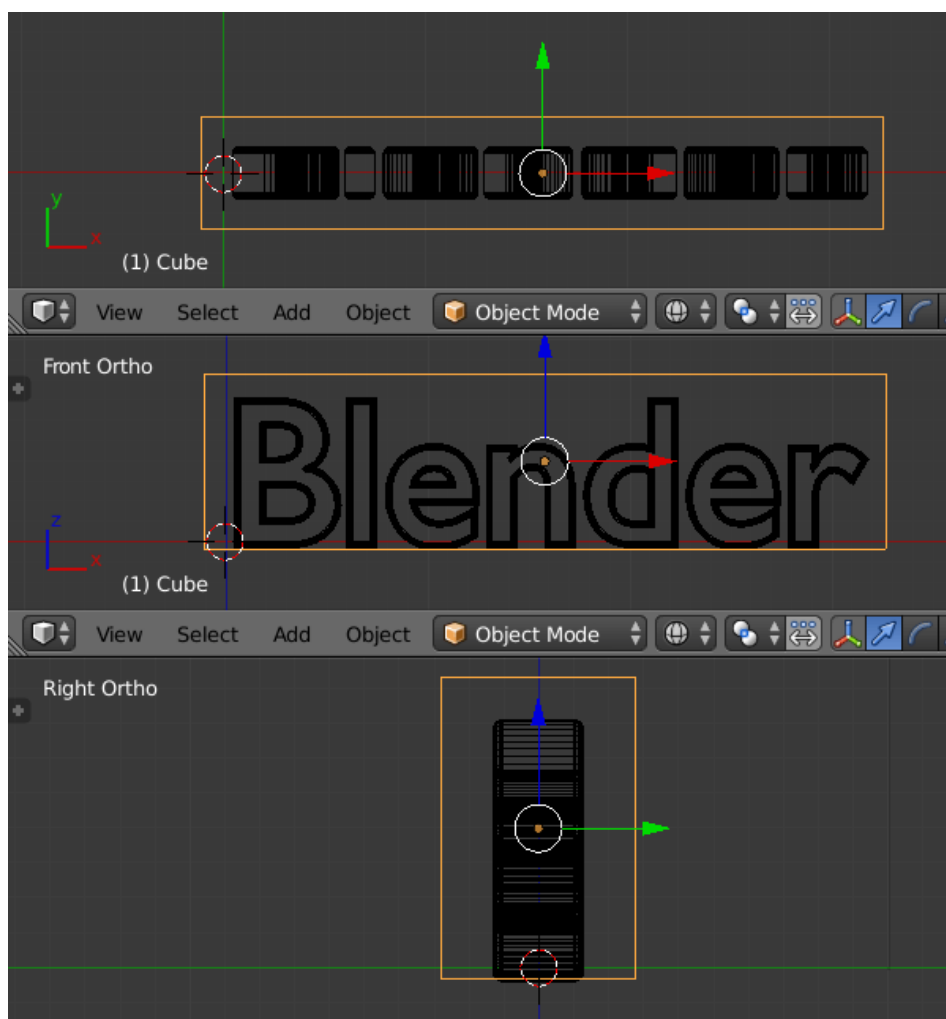 y
x
(1) Cube
View Select Add Object Object Mode
Front Ortho
Blender
z
x
(1) Cube
View Select Add Object Object Mode
Right Ortho